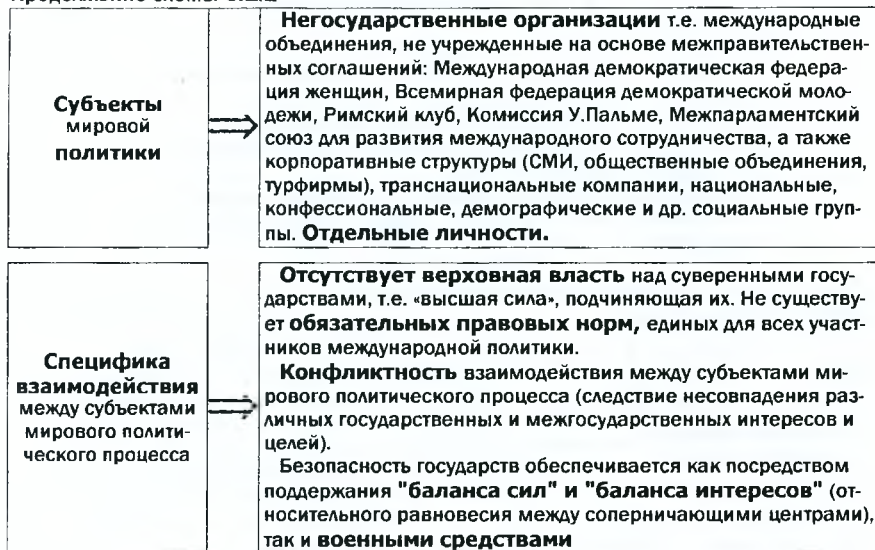 Субъекты
мировой
политики
Негосударственные организации т.е. международные
объединения, не учрежденные на основе межправительствен-
ных соглашений: Международная демократическая федера-
ция женщин, Всемирная федерация демократической моло-
дежи, Римский клуб, Комиссия У.Пальме, Межпарламентский
союз для развития международного сотрудничества, а также
корпоративные структуры (СМИ, общественные объединения,
турфирмы), транснациональные компании, национальные,
конфессиональные, демографические и др. социальные груп-
пы. Отдельные личности.
Специфика
взаимодействия
между субъектами
мирового полити-
ческого процесса
Отсутствует верховная власть над суверенными госу-
дарствами, т.е. «высшая сила», подчиняющая их. Не существу-
ет обязательных правовых норм, единых для всех участ-
ников международной политики.
Конфликтность взаимодействия между субъектами ми-
рового политического процесса (следствие несовпадения раз-
личных государственных и межгосударственных интересов и
целей).
Безопасность государств обеспечивается как посредством
поддержания "баланса сил" и "баланса интересов" (от-
носительного равновесия между соперничающими центрами),
так и военными средствами